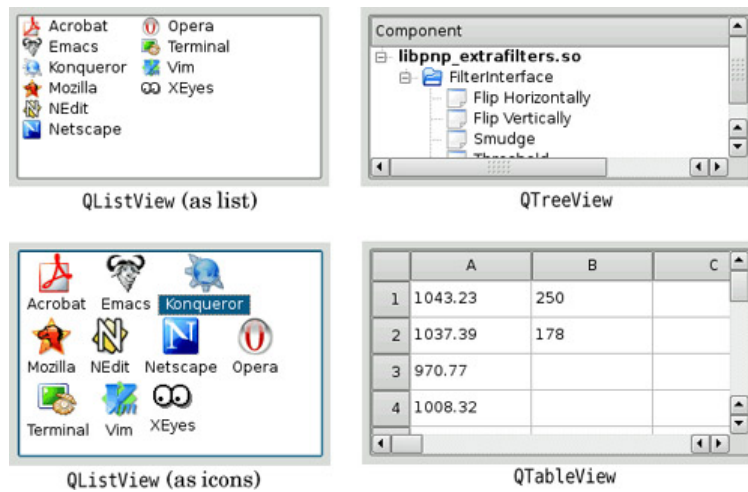 Acrobat Opera
Emacs Terminal
Konqueror Vim
Mozilla XEyes
NEdit
Netscape
QListView (as list)
Component
libpnp_extrafilters.so
FilterInterface
Flip Horizontally
Flip Vertically
Smudge
Threshold
QTreeView
Acrobat Emacs Konqueror
Mozilla NEdit Netscape Opera
Terminal Vim XEyes
QListView (as icons)
A B C
1 1043.23 250
2 1037.39 178
3 970.77
4 1008.32
QTableView